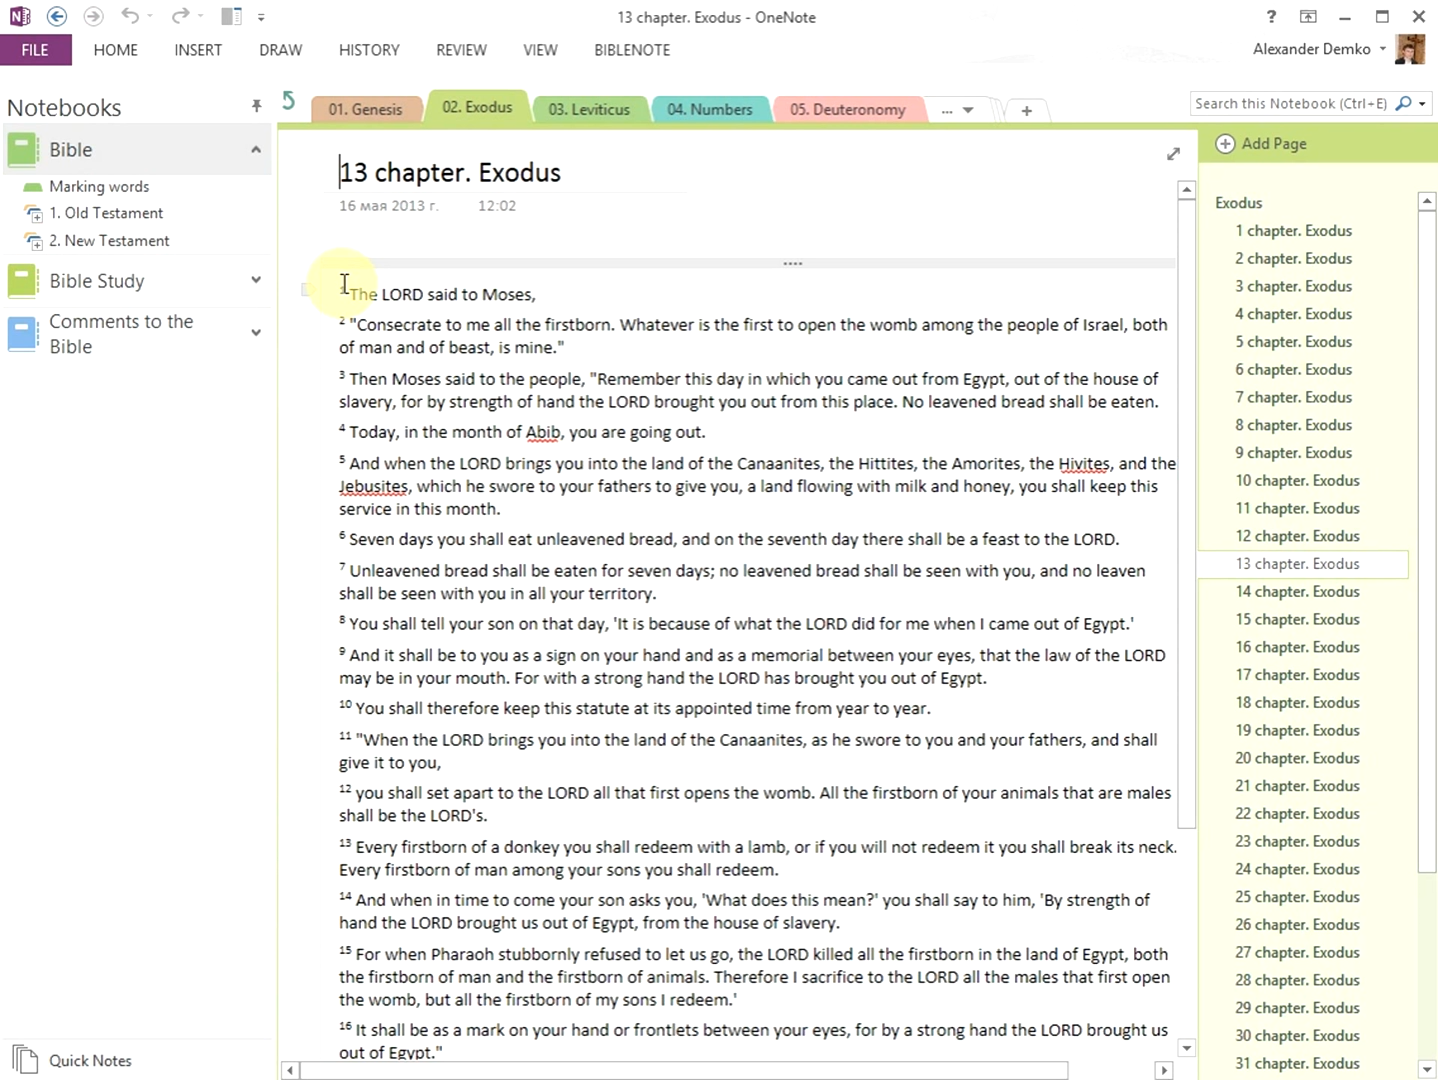 13 chapter. Exodus - OneNote
?
FILE
HOME
INSERT
DRAW
HISTORY
REVIEW
VIEW
BIBLENOTE
Alexander Demko
Notebooks
Bible
Marking words
1. Old Testament
2. New Testament
Bible Study
Comments to the
Bible
Quick Notes
01. Genesis
02. Exodus
03. Leviticus
04. Numbers
05. Deuteronomy
...
+
Search this Notebook (Ctrl+E)
13 chapter. Exodus
16 мая 2013 г. 12:02
1 The LORD said to Moses,
2 "Consecrate to me all the firstborn. Whatever is the first to open the womb among the people of Israel, both
of man and of beast, is mine."
3 Then Moses said to the people, "Remember this day in which you came out from Egypt, out of the house of
slavery, for by strength of hand the LORD brought you out from this place. No leavened bread shall be eaten.
4 Today, in the month of Abib, you are going out.
5 And when the LORD brings you into the land of the Canaanites, the Hittites, the Amorites, the Hivites, and the
Jebusites, which he swore to your fathers to give you, a land flowing with milk and honey, you shall keep this
service in this month.
6 Seven days you shall eat unleavened bread, and on the seventh day there shall be a feast to the LORD.
7 Unleavened bread shall be eaten for seven days; no leavened bread shall be seen with you, and no leaven
shall be seen with you in all your territory.
8 You shall tell your son on that day, 'It is because of what the LORD did for me when I came out of Egypt.'
9 And it shall be to you as a sign on your hand and as a memorial between your eyes, that the law of the LORD
may be in your mouth. For with a strong hand the LORD has brought you out of Egypt.
10 You shall therefore keep this statute at its appointed time from year to year.
11 "When the LORD brings you into the land of the Canaanites, as he swore to you and your fathers, and shall
give it to you,
12 you shall set apart to the LORD all that first opens the womb. All the firstborn of your animals that are males
shall be the LORD's.
13 Every firstborn of a donkey you shall redeem with a lamb, or if you will not redeem it you shall break its neck.
Every firstborn of man among your sons you shall redeem.
14 And when in time to come your son asks you, 'What does this mean?' you shall say to him, 'By strength of
hand the LORD brought us out of Egypt, from the house of slavery.
15 For when Pharaoh stubbornly refused to let us go, the LORD killed all the firstborn in the land of Egypt, both
the firstborn of man and the firstborn of animals. Therefore I sacrifice to the LORD all the males that first open
the womb, but all the firstborn of my sons I redeem.'
16 It shall be as a mark on your hand or frontlets between your eyes, for by a strong hand the LORD brought us
out of Egypt."
Add Page
Exodus
1 chapter. Exodus
2 chapter. Exodus
3 chapter. Exodus
4 chapter. Exodus
5 chapter. Exodus
6 chapter. Exodus
7 chapter. Exodus
8 chapter. Exodus
9 chapter. Exodus
10 chapter. Exodus
11 chapter. Exodus
12 chapter. Exodus
13 chapter. Exodus
14 chapter. Exodus
15 chapter. Exodus
16 chapter. Exodus
17 chapter. Exodus
18 chapter. Exodus
19 chapter. Exodus
20 chapter. Exodus
21 chapter. Exodus
22 chapter. Exodus
23 chapter. Exodus
24 chapter. Exodus
25 chapter. Exodus
26 chapter. Exodus
27 chapter. Exodus
28 chapter. Exodus
29 chapter. Exodus
30 chapter. Exodus
31 chapter. Exodus